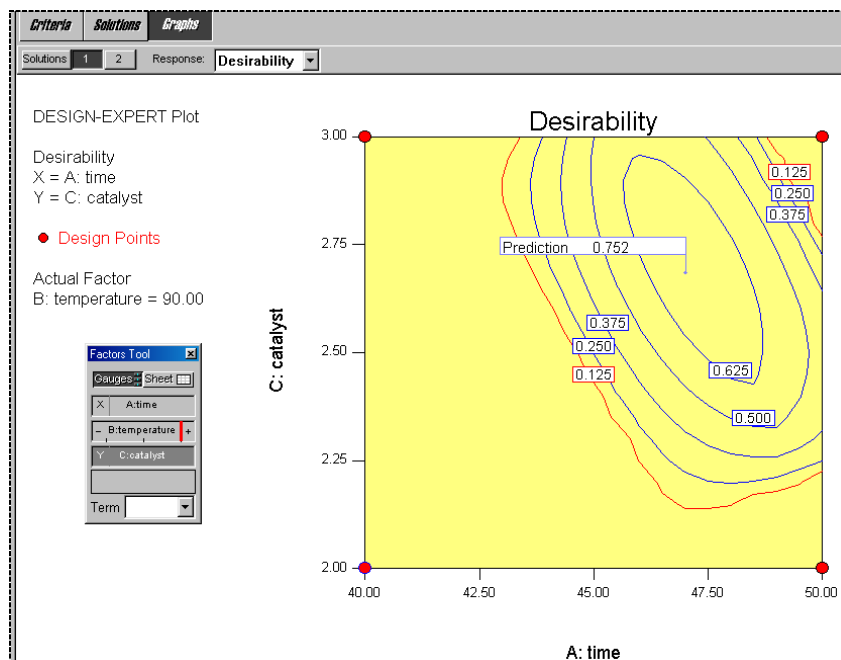 Criteria Solutions Graphs
Solutions 1 2 Response: Desirability
DESIGN-EXPERT Plot
Desirability
X = A: time
Y = C: catalyst
Design Points
Actual Factor
B: temperature = 90.00
Factors Tool
Gauges Sheet
X A:time
- B:temperature +
Y C:catalyst
Term
Desirability
C: catalyst
3.00
2.75
2.50
2.25
2.00
0.125
0.250
0.375
Prediction 0.752
0.375
0.250
0.125
0.625
0.500
40.00 42.50 45.00 47.50 50.00
A: time